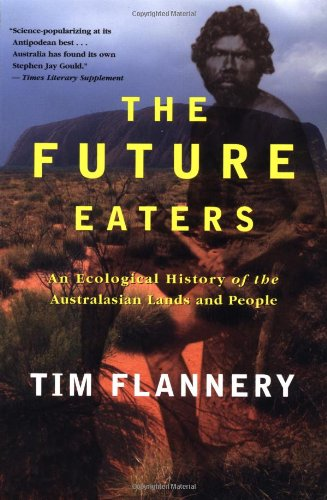 "Science-popularizing at its
Antipodean best . . .
Australia has found its own
Stephen Jay Gould."
—Times Literary Supplement
THE
FUTURE
EATERS
An Ecological History of the
Australasian Lands and People
TIM FLANNERY